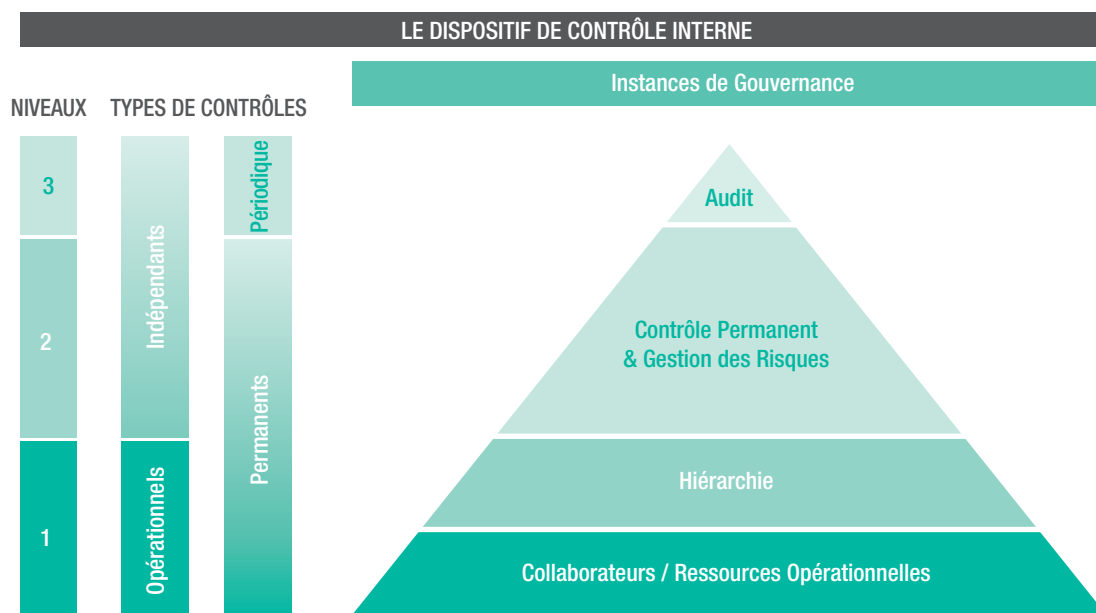 LE DISPOSITIF DE CONTRÔLE INTERNE
Instances de Gouvernance
NIVEAUX
TYPES DE CONTRÔLES
3
2
1
Indépendants
Opérationnels
Périodique
Permanents
Audit
Contrôle Permanent
& Gestion des Risques
Hiérarchie
Collaborateurs / Ressources Opérationnelles